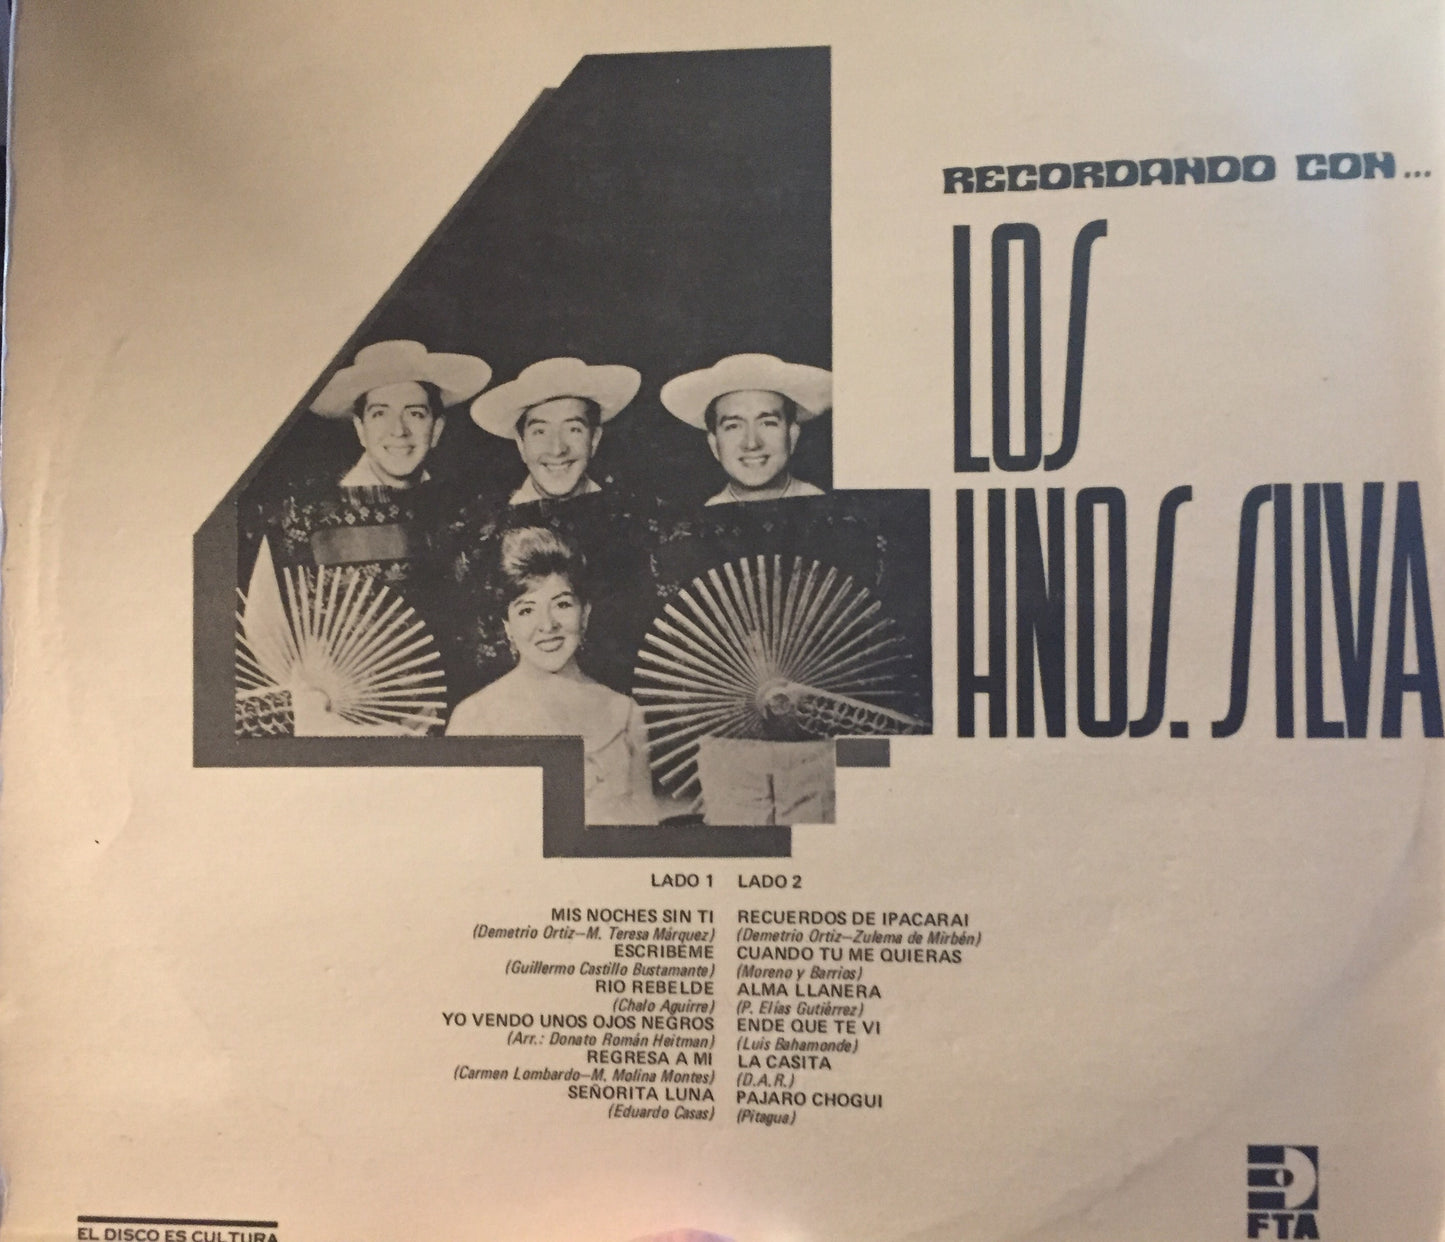 4
RECORDANDO CON...
LOS
HNOS. SILVA
LADO 1
MIS NOCHES SIN TI
(Demetrio Ortiz—M. Teresa Márquez)
ESCRIBEME
(Guillermo Castillo Bustamante)
RIO REBELDE
(Chalo Aguirre)
YO VENDO UNOS OJOS NEGROS
(Arr.: Donato Román Heitman)
REGRESA A MI
(Carmen Lombardo—M. Molina Montes)
SEÑORITA LUNA
(Eduardo Casas)
LADO 2
RECUERDOS DE IPACARAI
(Demetrio Ortiz—Zulema de Mirbén)
CUANDO TU ME QUIERAS
(Moreno y Barrios)
ALMA LLANERA
(P. Elías Gutiérrez)
ENDE QUE TE VI
(Luis Bahamonde)
LA CASITA
(D.A.R.)
PAJARO CHOGUI
(Pitagua)
EL DISCO ES CULTURA
FTA